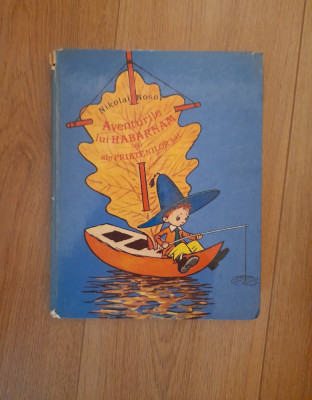 Nikolai Nosov
Aventurile
lui HABARNAM
și
ale PRIETENILOR săi